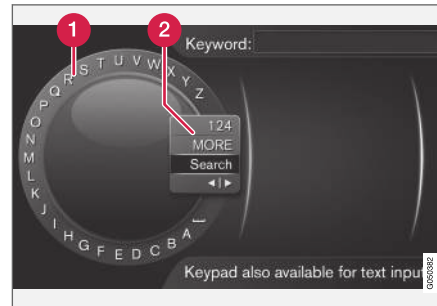 1
2
Keyword:
A B C D E F G H I J K L M N O P Q R S T U V W X Y Z
124
MORE
Search
◄|►
Keypad also available for text input
G050382